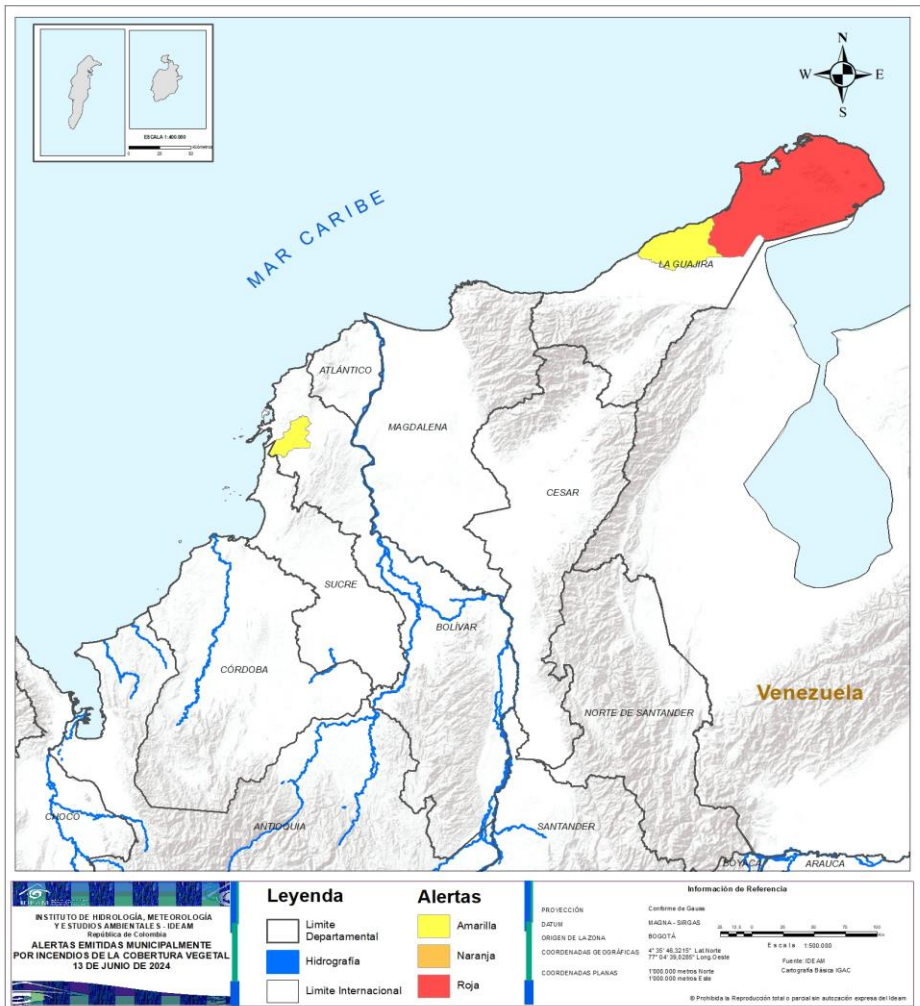 ESCALA 1:400.000
N
W E
S
MAR CARIBE
LA GUAJIRA
ATLÁNTICO
MAGDALENA
CESAR
SUCRE
BOLÍVAR
CÓRDOBA
NORTE DE SANTANDER
Venezuela
CHOCO
ANTIOQUIA
SANTANDER
BOYACÁ
ARAUCA
IDEAM
INSTITUTO DE HIDROLOGÍA, METEOROLOGÍA
Y ESTUDIOS AMBIENTALES - IDEAM
República de Colombia
ALERTAS EMITIDAS MUNICIPALMENTE
POR INCENDIOS DE LA COBERTURA VEGETAL
13 DE JUNIO DE 2024
Leyenda
Limite
Departamental
Hidrografía
Limite Internacional
Alertas
Amarilla
Naranja
Roja
Información de Referencia
PROYECCIÓN Conforme de Gauss
DATUM MAGNA - SIRGAS
ORIGEN DE LA ZONA BOGOTÁ
COORDENADAS GEOGRÁFICAS 4° 35' 46,3215" Lat.Norte
77° 04' 39,0285" Long.Oeste
COORDENADAS PLANAS 1'000.000 metros Norte
1'000.000 metros Este
Escala 1:500.000
Fuente: IDEAM
Cartografía Básica IGAC
© Prohibida la Reproducción total o parcial sin autorización expresa del Ideam